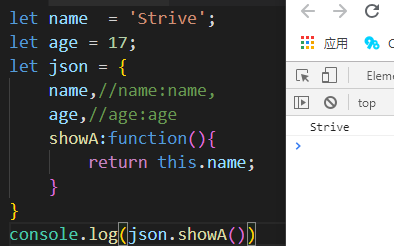 let name  = 'Strive';
let age = 17;
let json = {
    name,//name:name,
    age,//age:age
    showA:function(){
        return this.name;
    }
}
console.log(json.showA())
应用
Eleme
top
Strive